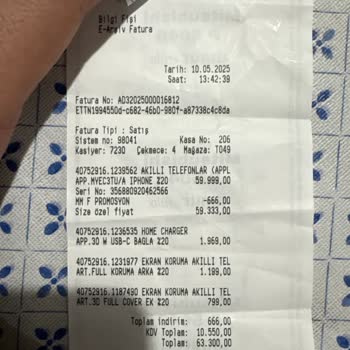 Bilgi Fişi
E-Arşiv Fatura
Tarih: 10.05.2025
Saat: 13:42:39
Fatura No: AD32025000016812
ETTN1994550d-c682-46b0-980f-a87338c4c8da
Fatura Tipi : Satış
Sistem no: 98041 Kasa No: 206
Kasiyer: 7230 Çekmece: 4 Mağaza: T049
40752916.1239562 AKILLI TELEFONLAR (APPL
APP.MYEC3TU/A IPHONE %20 59.999,00
Seri No: 356880920462566
MM F PROMOSYON -666,00
Size özel fiyat 59.333,00
40752916.1236535 HOME CHARGER
APP.30 W USB-C BAGLA %20 1.969,00
40752916.1231977 EKRAN KORUMA AKILLI TEL
ART.FULL KORUMA ARKA %20 1.199,00
40752916.1187490 EKRAN KORUMA AKILLI TEL
ART.3D FULL COVER EK %20 799,00
Toplam indirim: 666,00
KDV Toplam: 10.550,00
Toplam: 63.300,00